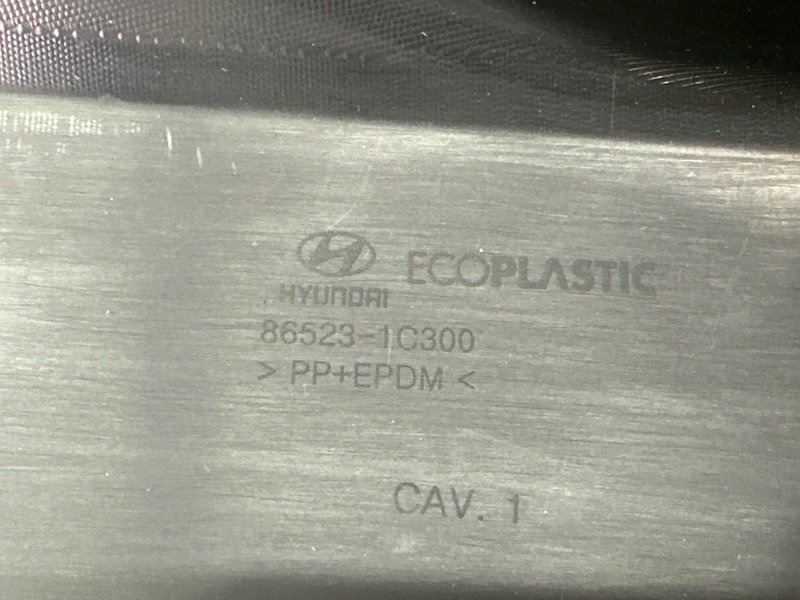 ECOPLASTIC
HYUNDAI
86523-1C300
> PP+EPDM <
CAV. 1